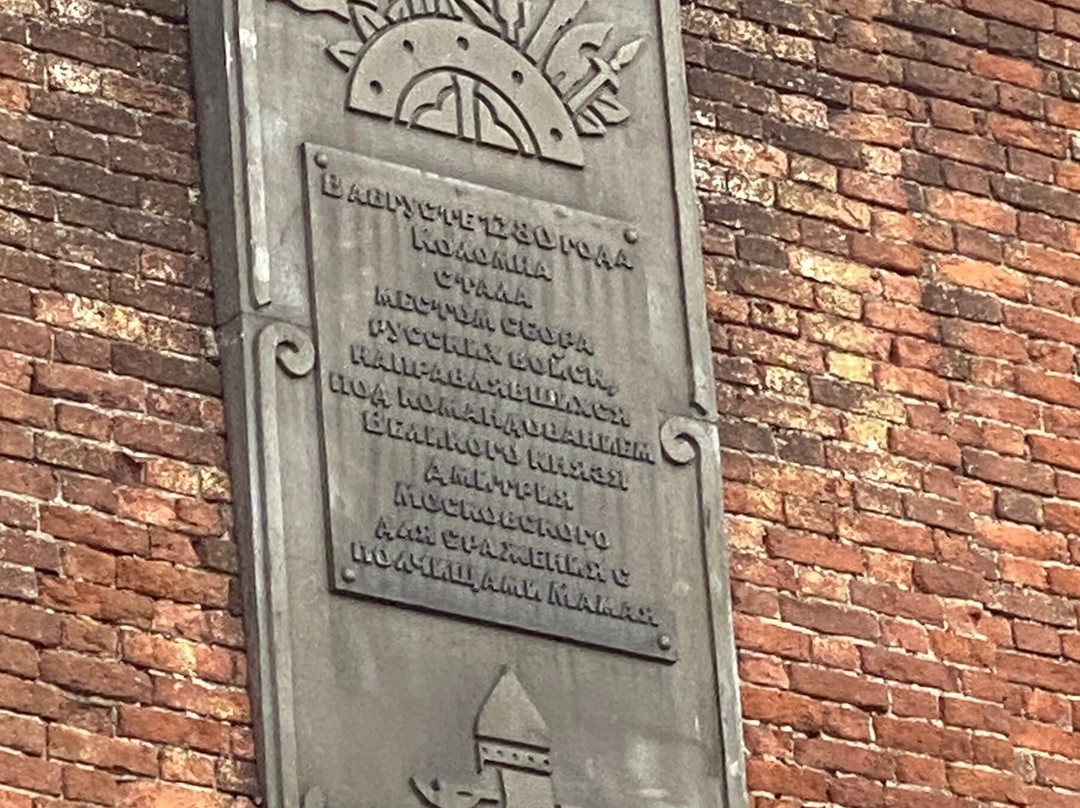 В АВГУСТЕ 1380 ГОДА
КОЛОМНА
СТАЛА
МЕСТОМ СБОРА
РУССКИХ ВОЙСК,
НАПРАВЛЯВШИХСЯ
ПОД КОМАНДОВАНИЕМ
ВЕЛИКОГО КНЯЗЯ
ДМИТРИЯ
МОСКОВСКОГО
ДЛЯ СРАЖЕНИЯ С
ПОЛЧИЩАМИ МАМАЯ